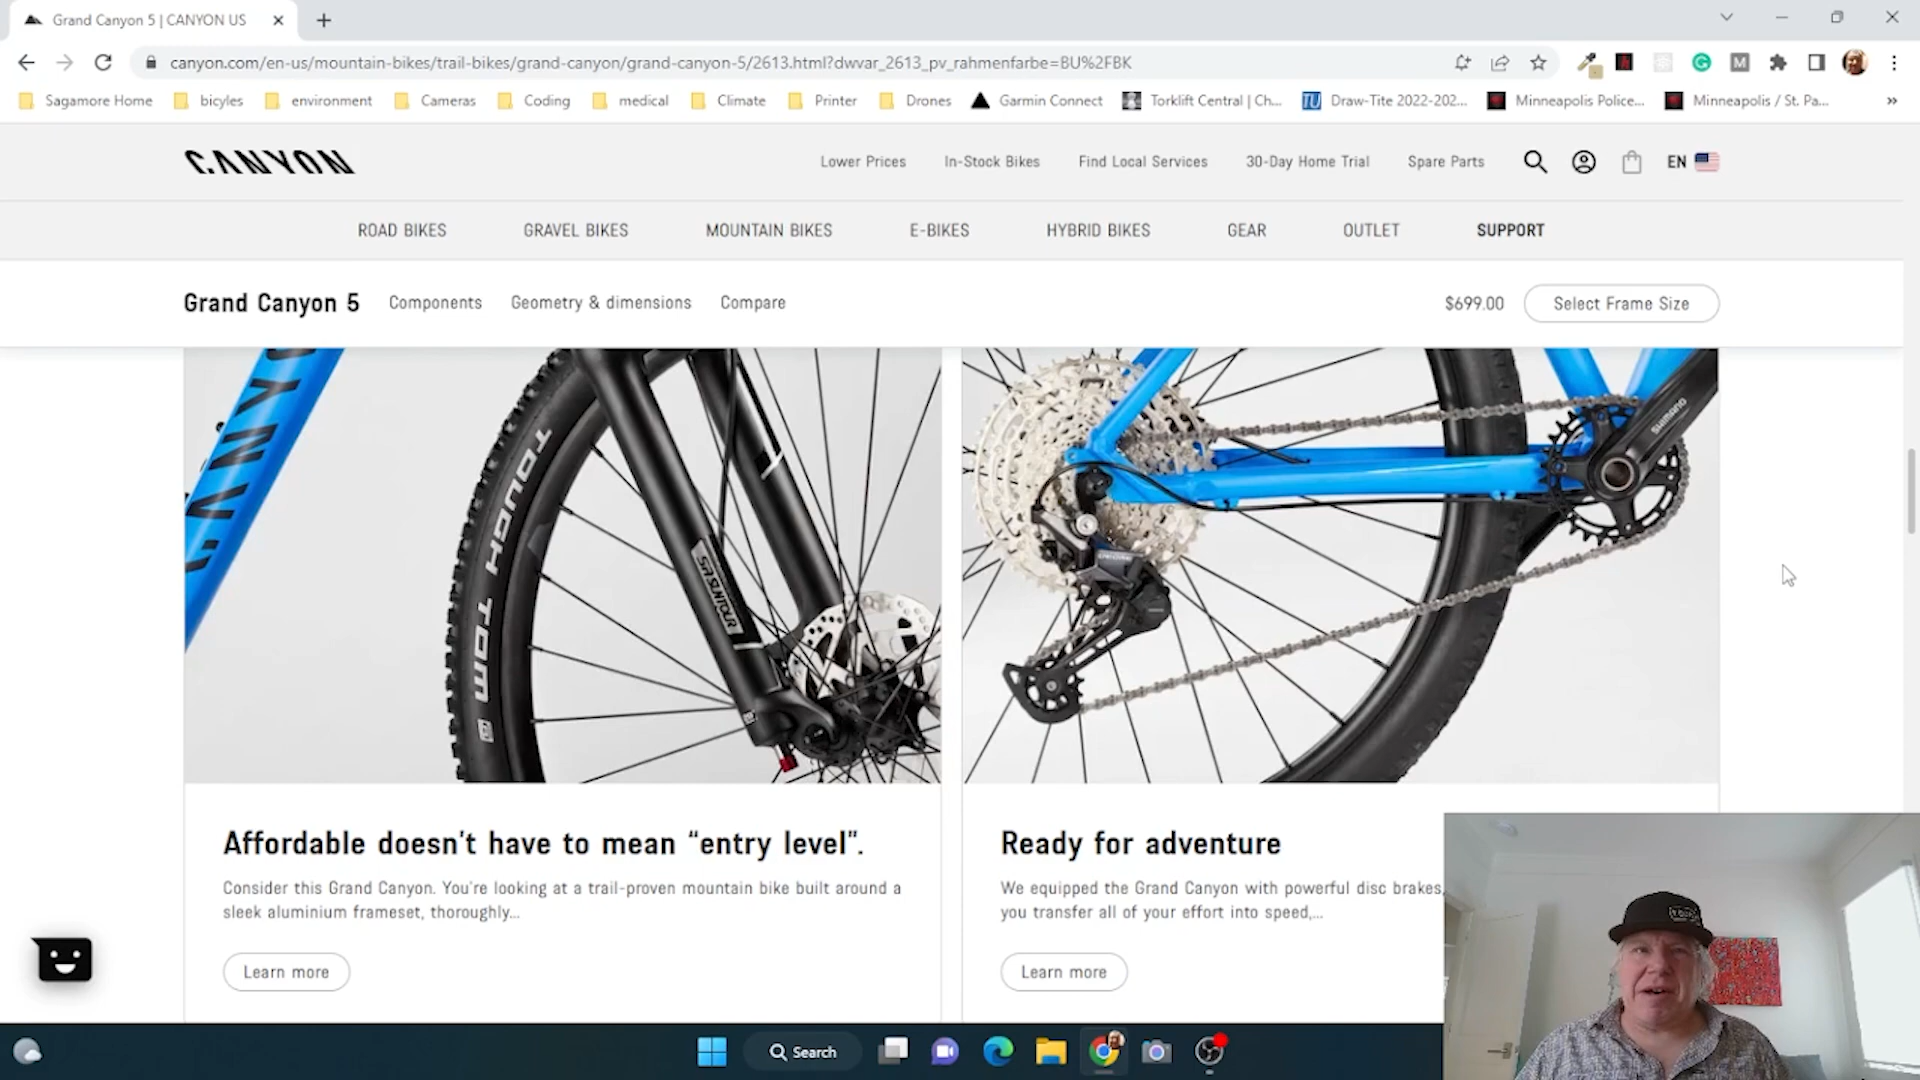 Grand Canyon 5 | CANYON US
canyon.com/en-us/mountain-bikes/trail-bikes/grand-canyon/grand-canyon-5/2613.html?dwvar_2613_pv_rahmenfarbe=BU%2FBK
Sagamore Home bicyles environment Cameras Coding medical Climate Printer Drones Garmin Connect Torklift Central | Ch... Draw-Tite 2022-202... Minneapolis Police... Minneapolis / St. Pa... »
CANYON
Lower Prices In-Stock Bikes Find Local Services 30-Day Home Trial Spare Parts EN
ROAD BIKES GRAVEL BIKES MOUNTAIN BIKES E-BIKES HYBRID BIKES GEAR OUTLET SUPPORT
Grand Canyon 5 Components Geometry & dimensions Compare $699.00 Select Frame Size
CANYON
TOUGH TOM
SR SUNTOUR
SHIMANO
DEORE
Affordable doesn't have to mean “entry level”.
Consider this Grand Canyon. You're looking at a trail-proven mountain bike built around a
sleek aluminium frameset, thoroughly...
Learn more
Ready for adventure
We equipped the Grand Canyon with powerful disc brakes,
you transfer all of your effort into speed,...
Learn more
Search